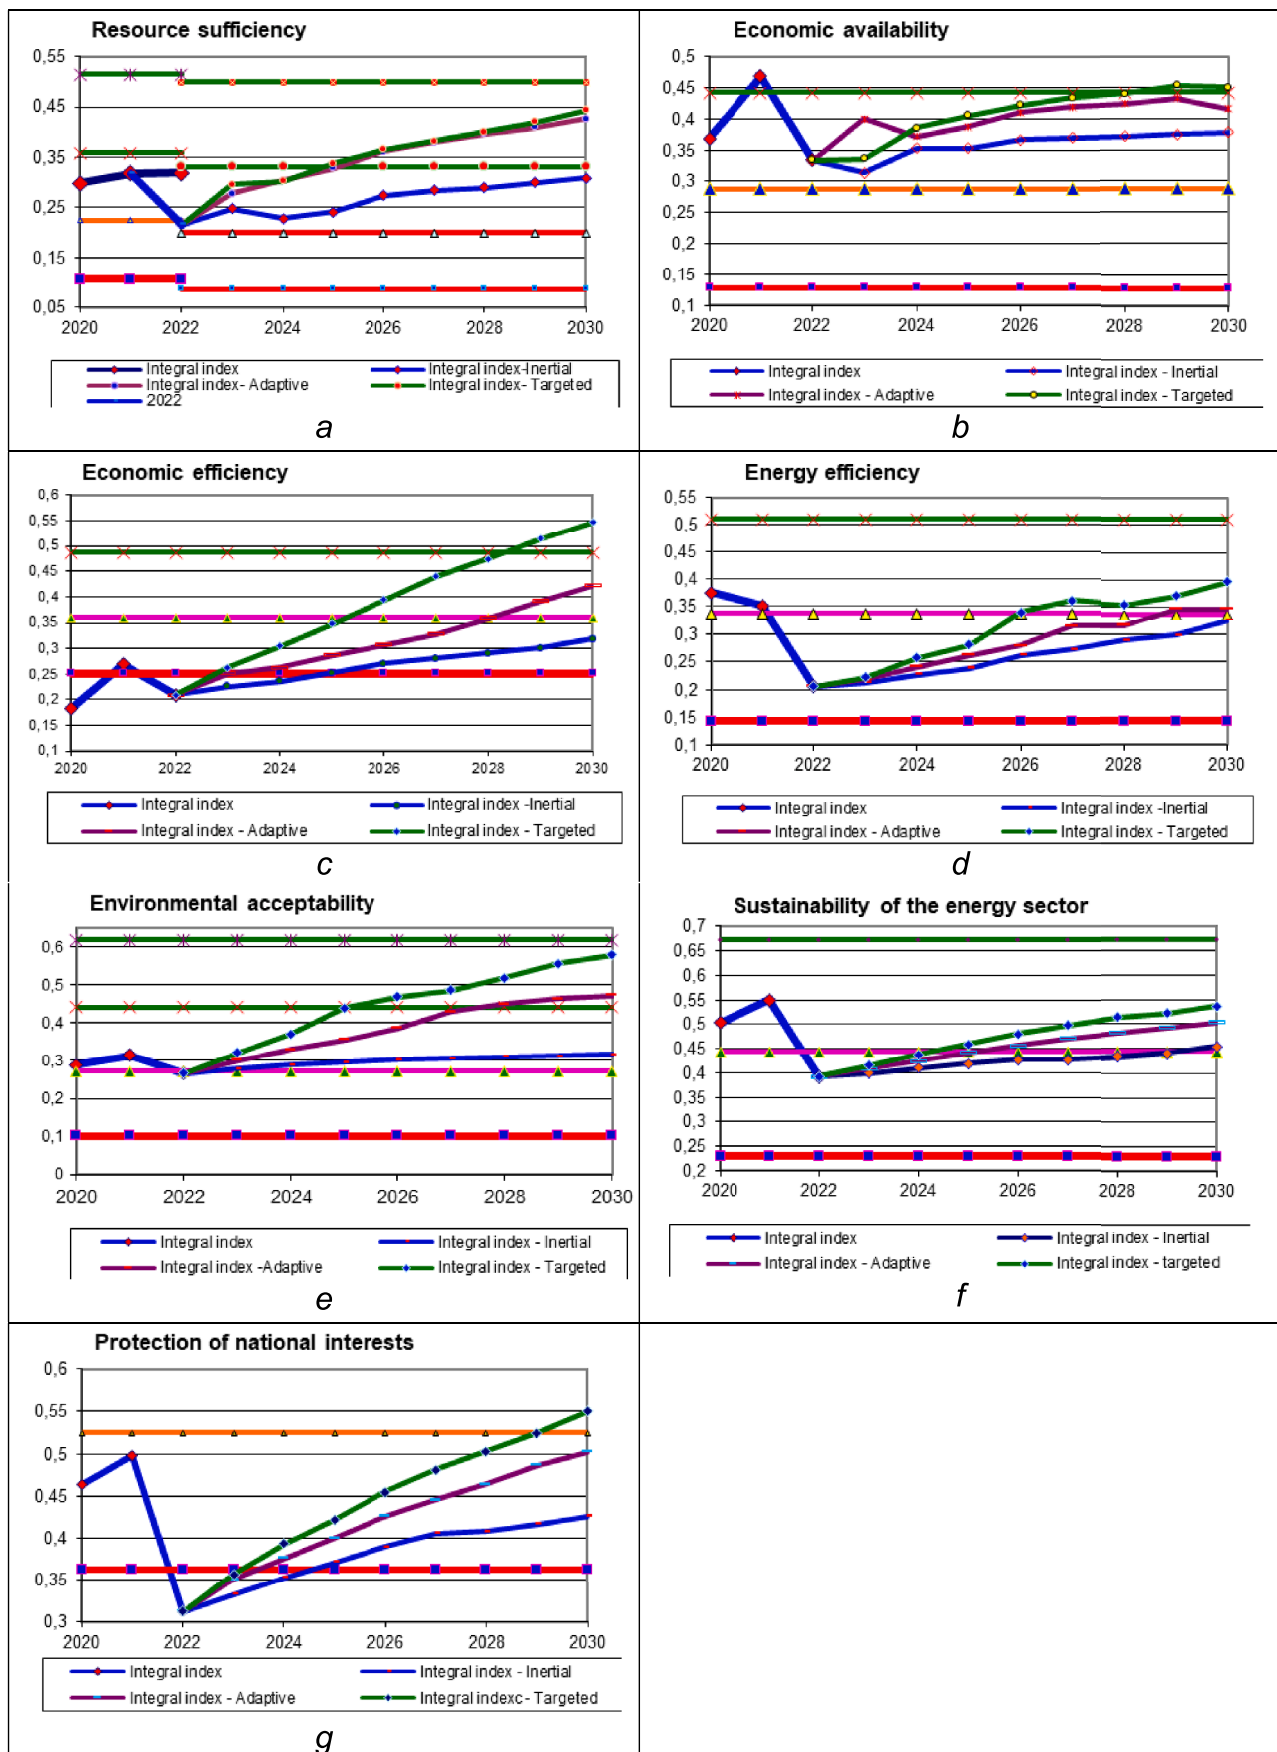 Resource sufficiency
0,55
0,45
0,35
0,25
0,15
0,05
2020 2022 2024 2026 2028 2030
Integral index Integral index-Inertial
Integral index- Adaptive Integral index- Targeted
2022
a
Economic availability
0,5
0,45
0,4
0,35
0,3
0,25
0,2
0,15
0,1
2020 2022 2024 2026 2028 2030
Integral index Integral index - Inertial
Integral index - Adaptive Integral index - Targeted
b
Economic efficiency
0,6
0,55
0,5
0,45
0,4
0,35
0,3
0,25
0,2
0,15
0,1
2020 2022 2024 2026 2028 2030
Integral index Integral index -Inertial
Integral index - Adaptive Integral index - Targeted
c
Energy efficiency
0,55
0,5
0,45
0,4
0,35
0,3
0,25
0,2
0,15
0,1
2020 2022 2024 2026 2028 2030
Integral index Integral index -Inertial
Integral index - Adaptive Integral index - Targeted
d
Environmental acceptability
0,6
0,5
0,4
0,3
0,2
0,1
0
2020 2022 2024 2026 2028 2030
Integral index Integral index - Inertial
Integral index -Adaptive Integral index - Targeted
e
Sustainability of the energy sector
0,7
0,65
0,6
0,55
0,5
0,45
0,4
0,35
0,3
0,25
0,2
2020 2022 2024 2026 2028 2030
Integral index Integral index - Inertial
Integral index - Adaptive Integral index - targeted
f
Protection of national interests
0,6
0,55
0,5
0,45
0,4
0,35
0,3
2020 2022 2024 2026 2028 2030
Integral index Integral index - Inertial
Integral index - Adaptive Integral indexc - Targeted
g